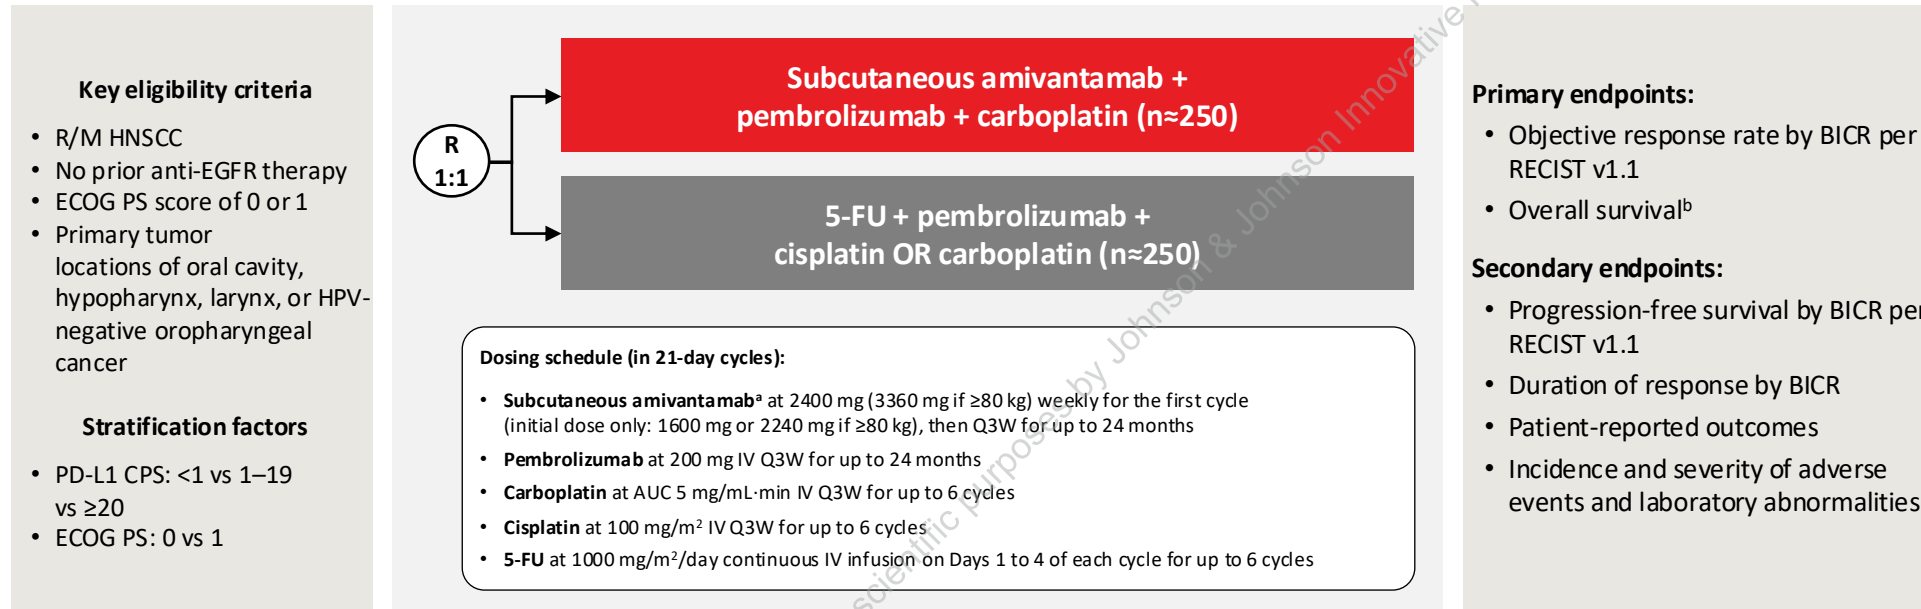 Key eligibility criteria
• R/M HNSCC
• No prior anti-EGFR therapy
• ECOG PS score of 0 or 1
• Primary tumor
locations of oral cavity,
hypopharynx, larynx, or HPV-
negative oropharyngeal
cancer
Stratification factors
• PD-L1 CPS: <1 vs 1–19
vs ≥20
• ECOG PS: 0 vs 1
R
1:1
Subcutaneous amivantamab +
pembrolizumab + carboplatin (n≈250)
5-FU + pembrolizumab +
cisplatin OR carboplatin (n≈250)
Dosing schedule (in 21-day cycles):
• Subcutaneous amivantamabᵃ at 2400 mg (3360 mg if ≥80 kg) weekly for the first cycle
(initial dose only: 1600 mg or 2240 mg if ≥80 kg), then Q3W for up to 24 months
• Pembrolizumab at 200 mg IV Q3W for up to 24 months
• Carboplatin at AUC 5 mg/mL·min IV Q3W for up to 6 cycles
• Cisplatin at 100 mg/m² IV Q3W for up to 6 cycles
• 5-FU at 1000 mg/m²/day continuous IV infusion on Days 1 to 4 of each cycle for up to 6 cycles
Primary endpoints:
• Objective response rate by BICR per
RECIST v1.1
• Overall survivalᵇ
Secondary endpoints:
• Progression-free survival by BICR per
RECIST v1.1
• Duration of response by BICR
• Patient-reported outcomes
• Incidence and severity of adverse
events and laboratory abnormalities
scientific purposes by Johnson & Johnson Innovative